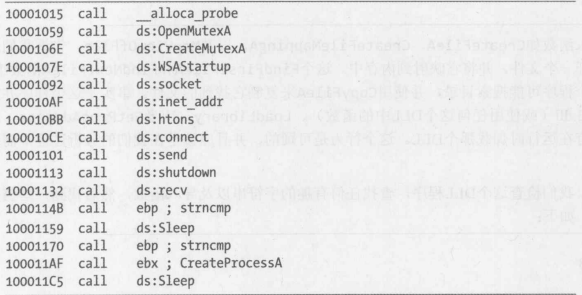 10001015 call __alloca_probe
10001059 call ds:OpenMutexA
1000106E call ds:CreateMutexA
1000107E call ds:WSAStartup
10001092 call ds:socket
100010AF call ds:inet_addr
100010BB call ds:htons
100010CE call ds:connect
10001101 call ds:send
10001113 call ds:shutdown
10001132 call ds:recv
1000114B call ebp ; strncmp
10001159 call ds:Sleep
10001170 call ebp ; strncmp
100011AF call ebx ; CreateProcessA
100011C5 call ds:Sleep